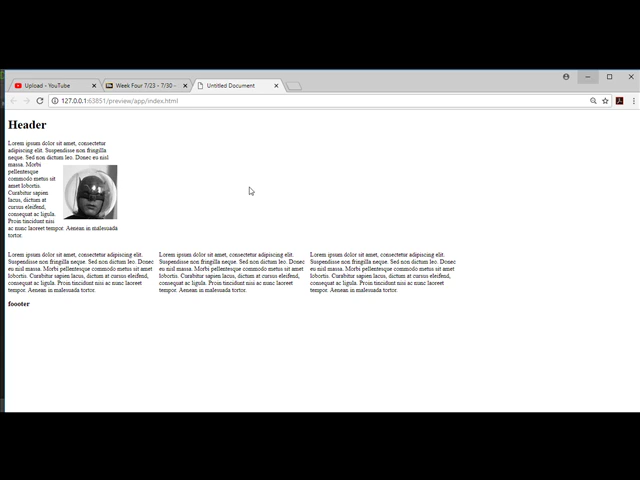 Upload - YouTube
Week Four 7/23 - 7/30 -
Untitled Document
127.0.0.1:63851/preview/app/index.html
Header
Lorem ipsum dolor sit amet, consectetur
adipiscing elit. Suspendisse non fringilla
neque. Sed non dictum leo. Donec eu nisl
massa. Morbi
pellentesque
commodo metus sit
amet lobortis.
Curabitur sapien
lacus, dictum at
cursus eleifend,
consequat ac ligula.
Proin tincidunt nisi
ac nunc laoreet tempor. Aenean in malesuada
tortor.
Lorem ipsum dolor sit amet, consectetur adipiscing elit.
Suspendisse non fringilla neque. Sed non dictum leo. Donec
eu nisl massa. Morbi pellentesque commodo metus sit amet
lobortis. Curabitur sapien lacus, dictum at cursus eleifend,
consequat ac ligula. Proin tincidunt nisi ac nunc laoreet
tempor. Aenean in malesuada tortor.
Lorem ipsum dolor sit amet, consectetur adipiscing elit.
Suspendisse non fringilla neque. Sed non dictum leo. Donec
eu nisl massa. Morbi pellentesque commodo metus sit amet
lobortis. Curabitur sapien lacus, dictum at cursus eleifend,
consequat ac ligula. Proin tincidunt nisi ac nunc laoreet
tempor. Aenean in malesuada tortor.
Lorem ipsum dolor sit amet, consectetur adipiscing elit.
Suspendisse non fringilla neque. Sed non dictum leo. Donec
eu nisl massa. Morbi pellentesque commodo metus sit amet
lobortis. Curabitur sapien lacus, dictum at cursus eleifend,
consequat ac ligula. Proin tincidunt nisi ac nunc laoreet
tempor. Aenean in malesuada tortor.
foooter